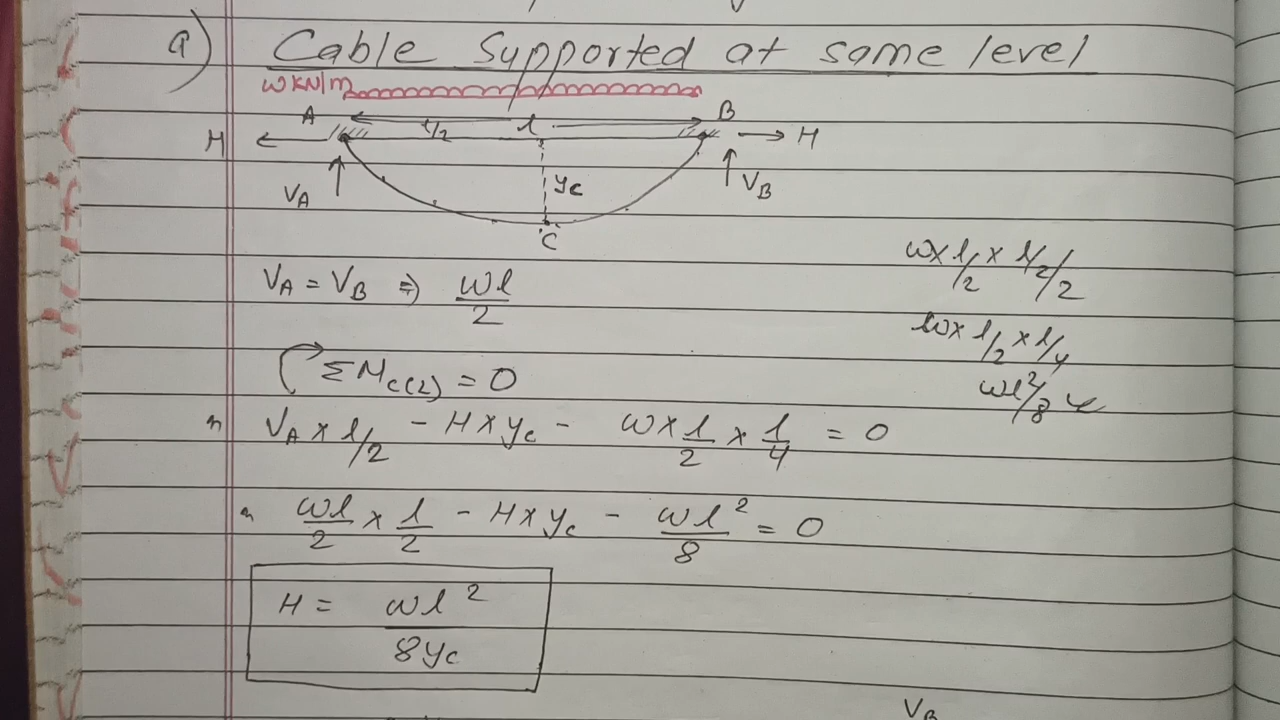 a) Cable Supported at same level
w KN/m
A l/2 l B
H H
VA yc VB
C
VA = VB ⇒ wl/2
w x l/2 x l/2/2
w x l/2 x l/4
wl²/8
ΣMC(L) = 0
VA x l/2 - H x yc - w x l/2 x l/4 = 0
wl/2 x l/2 - H x yc - wl²/8 = 0
H = wl²/8yc
VB